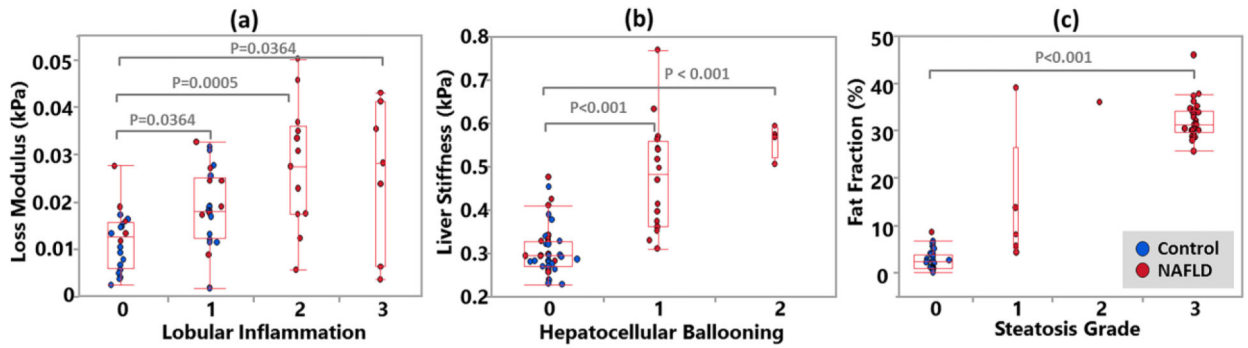 (a)
P=0.0364
P=0.0005
P=0.0364
Loss Modulus (kPa)
0.05
0.04
0.03
0.02
0.01
0
0 1 2 3
Lobular Inflammation
(b)
P < 0.001
P<0.001
Liver Stiffness (kPa)
0.8
0.7
0.6
0.5
0.4
0.3
0.2
0 1 2
Hepatocellular Ballooning
(c)
P<0.001
Fat Fraction (%)
50
40
30
20
10
0
0 1 2 3
Steatosis Grade
Control
NAFLD